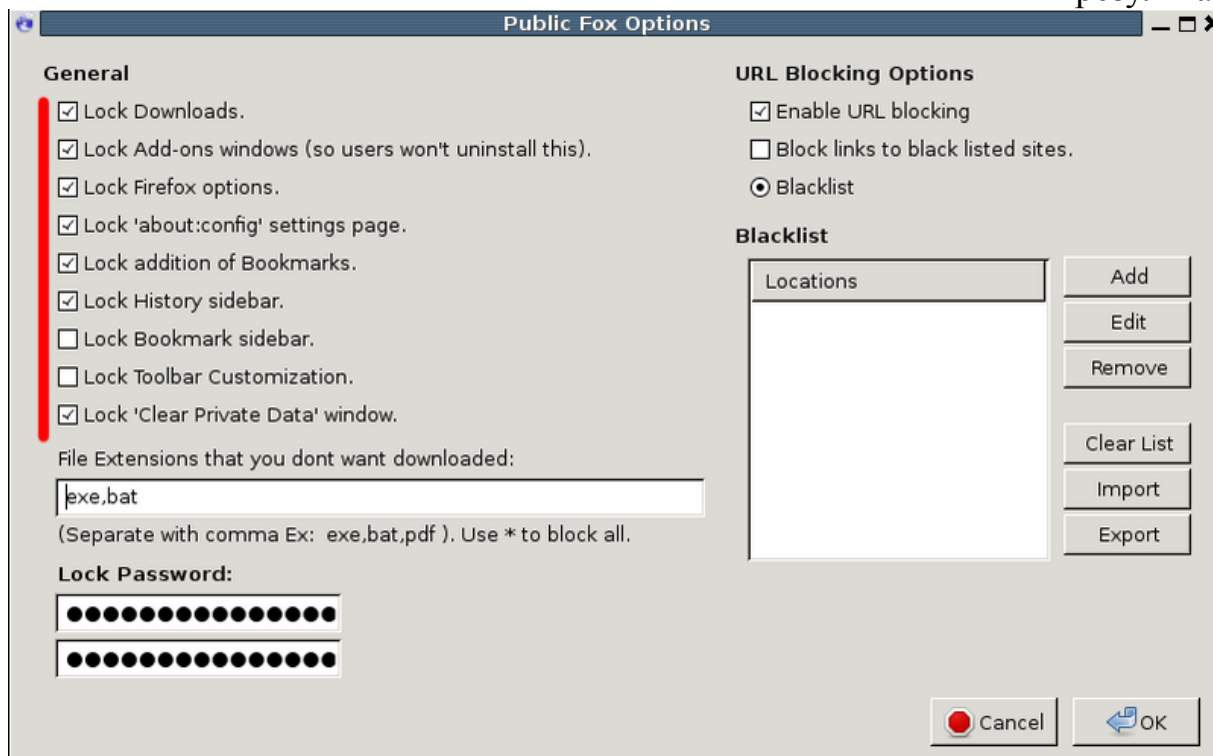 Public Fox Options
General
Lock Downloads.
Lock Add-ons windows (so users won't uninstall this).
Lock Firefox options.
Lock 'about:config' settings page.
Lock addition of Bookmarks.
Lock History sidebar.
Lock Bookmark sidebar.
Lock Toolbar Customization.
Lock 'Clear Private Data' window.
File Extensions that you dont want downloaded:
exe,bat
(Separate with comma Ex: exe,bat,pdf ). Use * to block all.
Lock Password:
URL Blocking Options
Enable URL blocking
Block links to black listed sites.
Blacklist
Blacklist
Locations
Add
Edit
Remove
Clear List
Import
Export
Cancel
OK